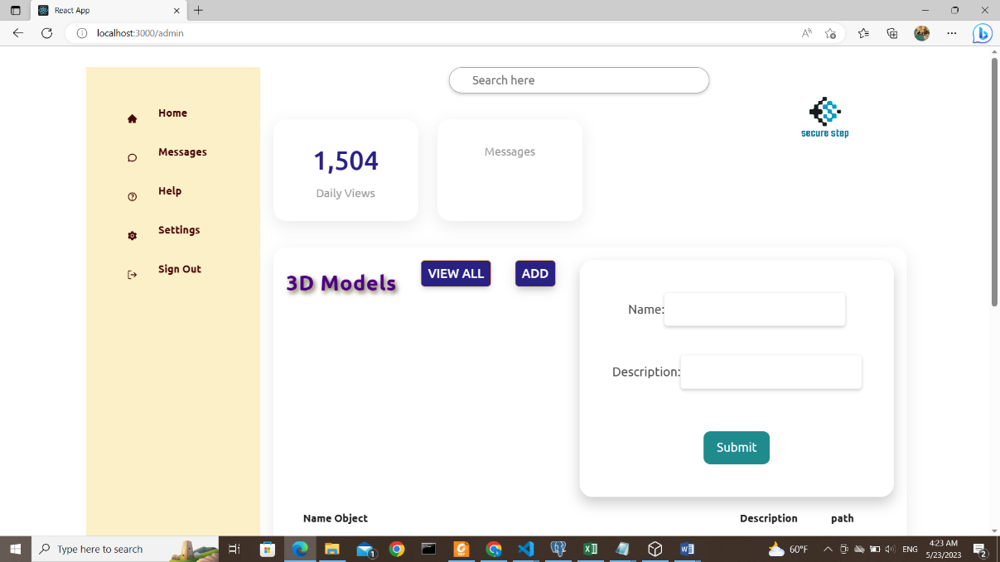 React App
localhost:3000/admin
Search here
Home
Messages
Help
Settings
Sign Out
secure step
1,504
Daily Views
Messages
3D Models
VIEW ALL
ADD
Name:
Description:
Submit
Name Object Description path
Type here to search
1
60°F
ENG
4:23 AM
5/23/2023
2